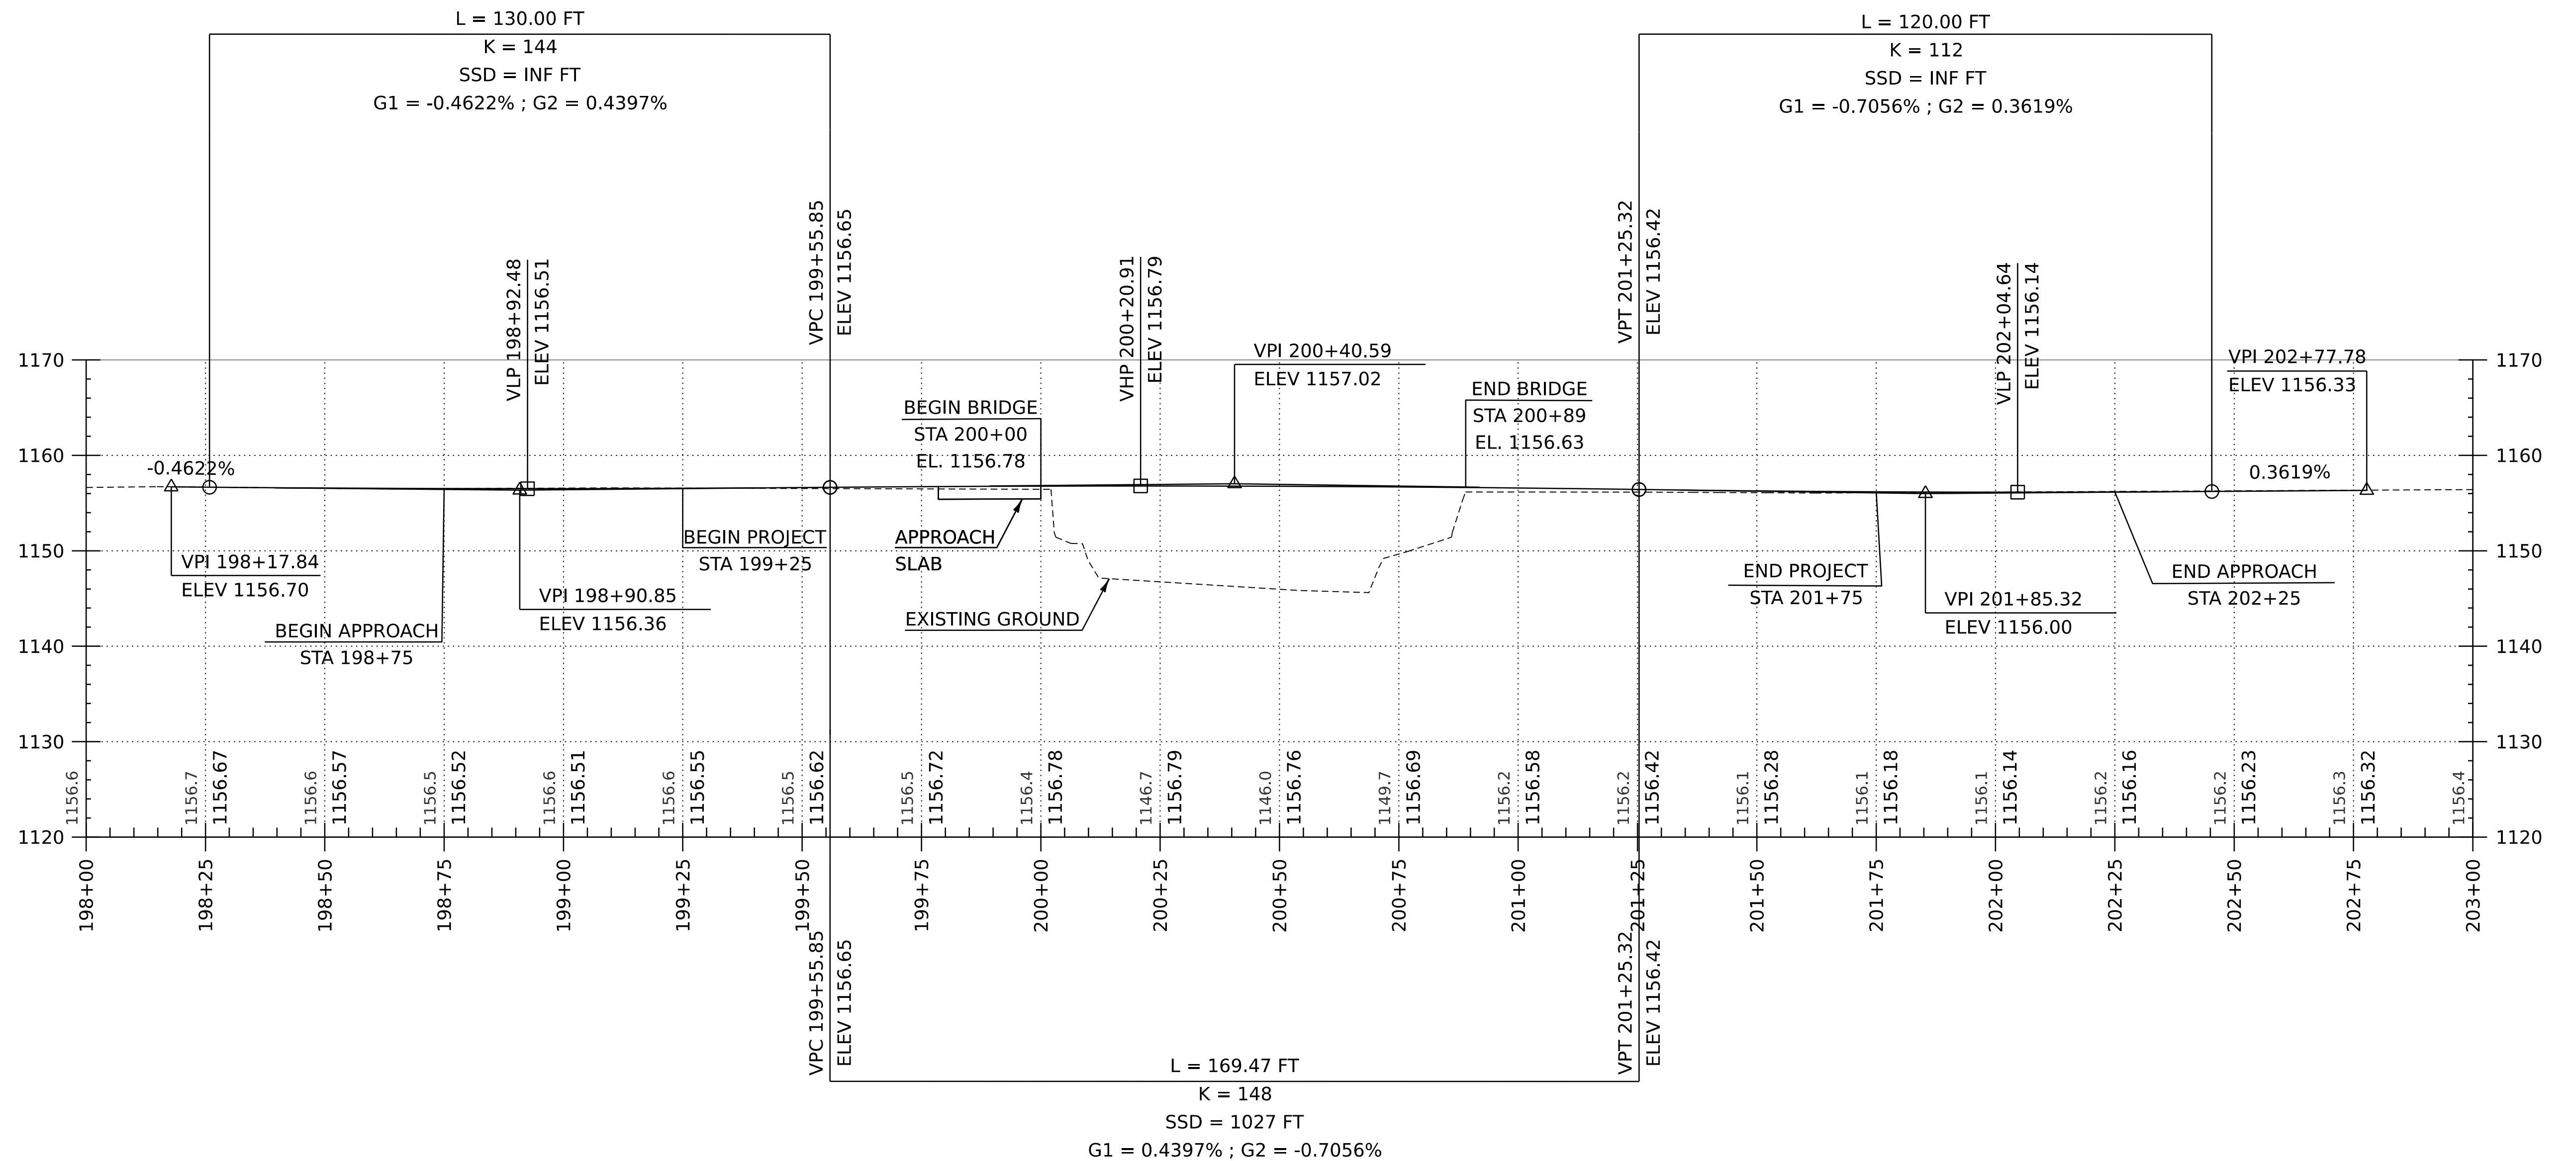 L = 130.00 FT
K = 144
SSD = INF FT
G1 = -0.4622% ; G2 = 0.4397%
L = 120.00 FT
K = 112
SSD = INF FT
G1 = -0.7056% ; G2 = 0.3619%
VPC 199+55.85
ELEV 1156.65
VPT 201+25.32
ELEV 1156.42
VLP 198+92.48
ELEV 1156.51
VHP 200+20.91
ELEV 1156.79
VLP 202+04.64
ELEV 1156.14
1170
1160
1150
1140
1130
1120
-0.4622%
VPI 198+17.84
ELEV 1156.70
BEGIN APPROACH
STA 198+75
VPI 198+90.85
ELEV 1156.36
BEGIN PROJECT
STA 199+25
BEGIN BRIDGE
STA 200+00
EL. 1156.78
APPROACH
SLAB
EXISTING GROUND
VPI 200+40.59
ELEV 1157.02
END BRIDGE
STA 200+89
EL. 1156.63
END PROJECT
STA 201+75
VPI 201+85.32
ELEV 1156.00
END APPROACH
STA 202+25
VPI 202+77.78
ELEV 1156.33
0.3619%
1170
1160
1150
1140
1130
1120
1156.6
1156.7
1156.67
1156.6
1156.57
1156.5
1156.52
1156.6
1156.51
1156.6
1156.55
1156.5
1156.62
1156.5
1156.72
1156.4
1156.78
1146.7
1156.79
1146.0
1156.76
1149.7
1156.69
1156.2
1156.58
1156.2
1156.42
1156.1
1156.28
1156.1
1156.18
1156.1
1156.14
1156.2
1156.16
1156.2
1156.23
1156.3
1156.32
1156.4
198+00
198+25
198+50
198+75
199+00
199+25
199+50
199+75
200+00
200+25
200+50
200+75
201+00
201+25
201+50
201+75
202+00
202+25
202+50
202+75
203+00
VPC 199+55.85
ELEV 1156.65
VPT 201+25.32
ELEV 1156.42
L = 169.47 FT
K = 148
SSD = 1027 FT
G1 = 0.4397% ; G2 = -0.7056%